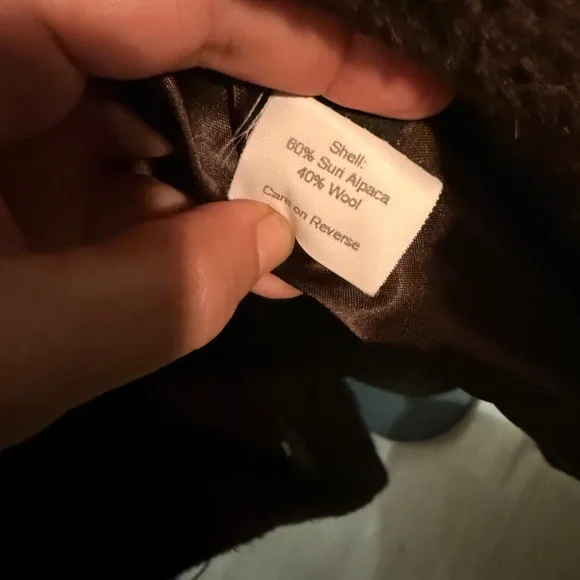 Shell:
60% Suri Alpaca
40% Wool
Care on Reverse